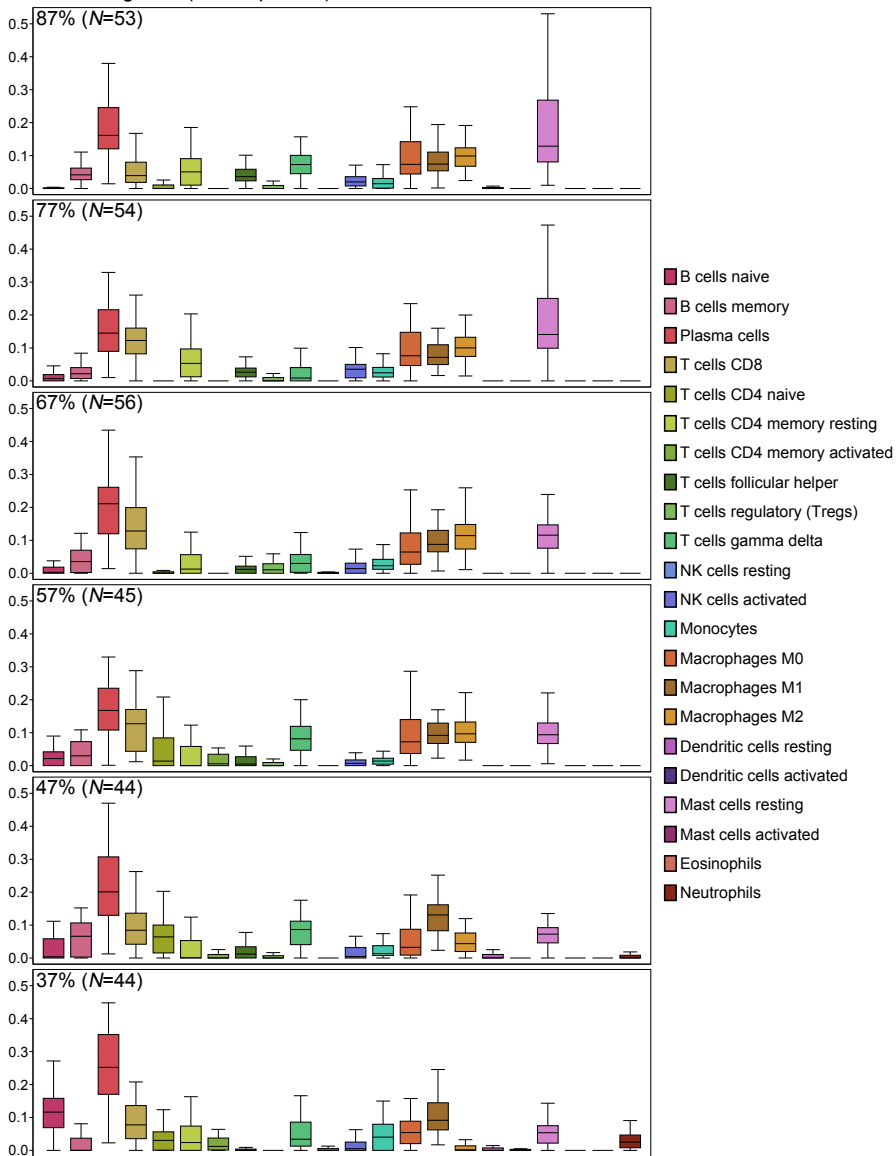 87% (N=53)
0.5
0.4
0.3
0.2
0.1
0.0
77% (N=54)
0.5
0.4
0.3
0.2
0.1
0.0
67% (N=56)
0.5
0.4
0.3
0.2
0.1
0.0
57% (N=45)
0.5
0.4
0.3
0.2
0.1
0.0
47% (N=44)
0.5
0.4
0.3
0.2
0.1
0.0
37% (N=44)
0.5
0.4
0.3
0.2
0.1
0.0
B cells naive
B cells memory
Plasma cells
T cells CD8
T cells CD4 naive
T cells CD4 memory resting
T cells CD4 memory activated
T cells follicular helper
T cells regulatory (Tregs)
T cells gamma delta
NK cells resting
NK cells activated
Monocytes
Macrophages M0
Macrophages M1
Macrophages M2
Dendritic cells resting
Dendritic cells activated
Mast cells resting
Mast cells activated
Eosinophils
Neutrophils